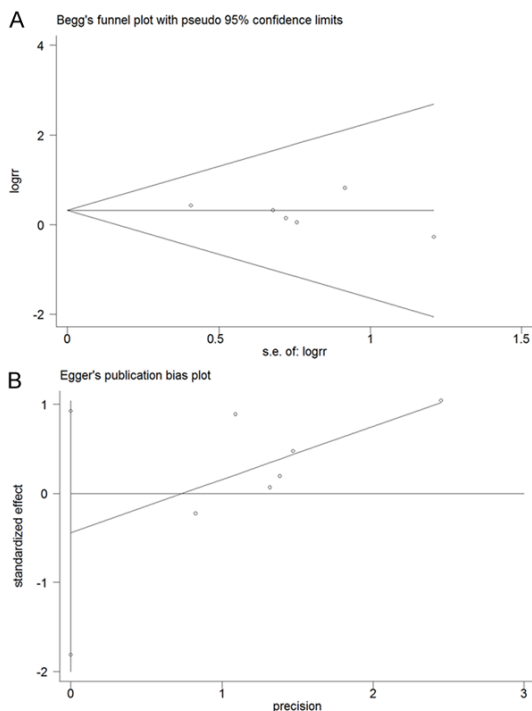 A
Begg's funnel plot with pseudo 95% confidence limits
4
2
0
-2
logrr
0 0.5 1 1.5
s.e. of: logrr
B
Egger's publication bias plot
1
0
-1
-2
standardized effect
0 1 2 3
precision